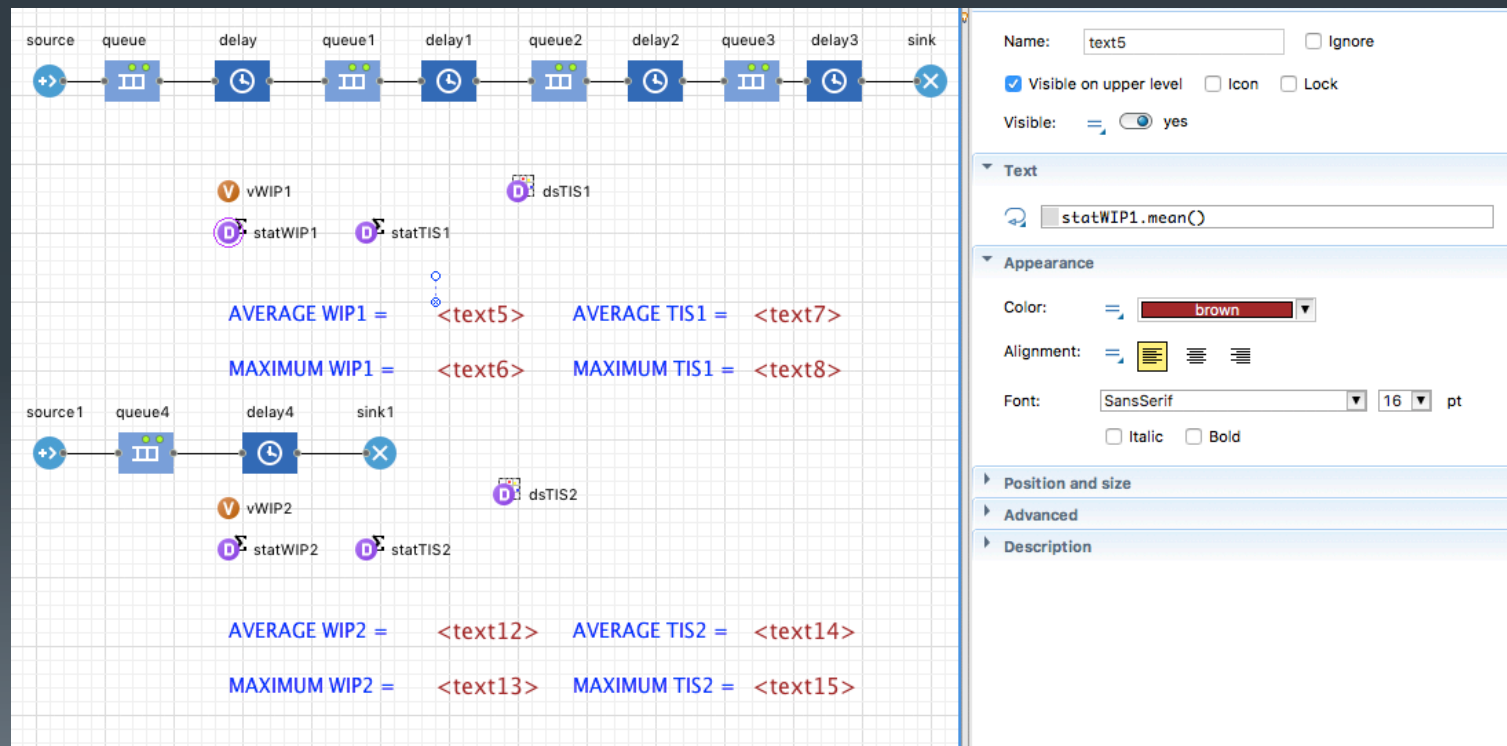 source queue delay queue1 delay1 queue2 delay2 queue3 delay3 sink
V vWIP1 D dsTIS1
D Σ statWIP1 D Σ statTIS1
AVERAGE WIP1 = <text5> AVERAGE TIS1 = <text7>
MAXIMUM WIP1 = <text6> MAXIMUM TIS1 = <text8>
source1 queue4 delay4 sink1
D dsTIS2
V vWIP2
D Σ statWIP2 D Σ statTIS2
AVERAGE WIP2 = <text12> AVERAGE TIS2 = <text14>
MAXIMUM WIP2 = <text13> MAXIMUM TIS2 = <text15>
Name: text5 Ignore
Visible on upper level Icon Lock
Visible: yes
Text
statWIP1.mean()
Appearance
Color: brown
Alignment:
Font: SansSerif 16 pt
Italic Bold
Position and size
Advanced
Description